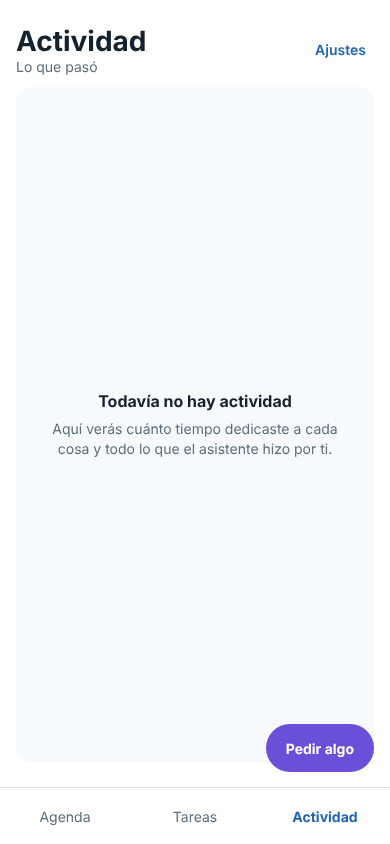 Actividad
Ajustes
Lo que pasó
Todavía no hay actividad
Aquí verás cuánto tiempo dedicaste a cada
cosa y todo lo que el asistente hizo por ti.
Pedir algo
Agenda
Tareas
Actividad